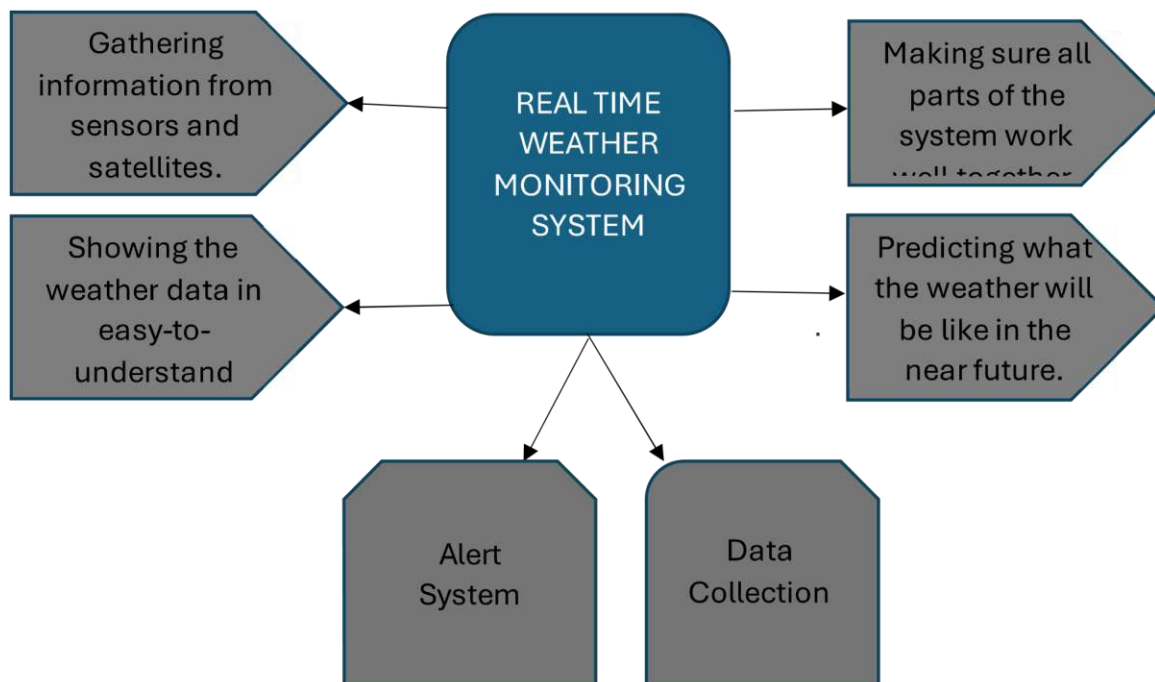 Gathering
information from
sensors and
satellites.
Showing the
weather data in
easy-to-
understand
REAL TIME
WEATHER
MONITORING
SYSTEM
Making sure all
parts of the
system work
well together
Predicting what
the weather will
be like in the
near future.
.
Alert
System
Data
Collection